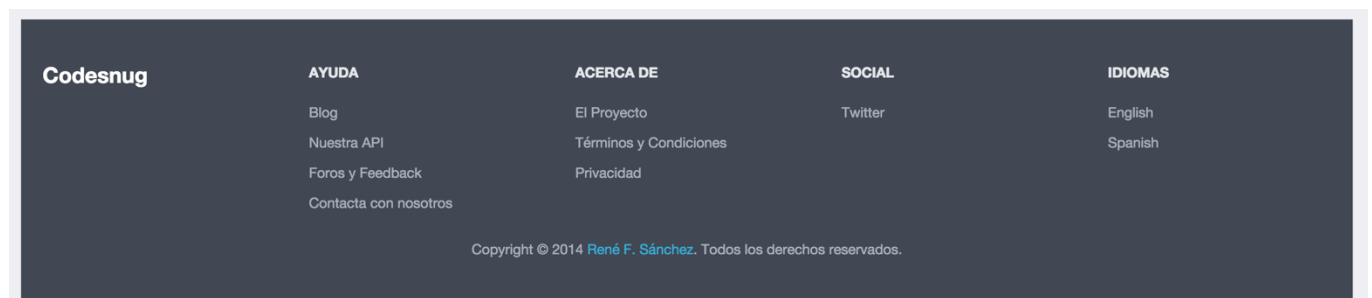 Codesnug
AYUDA
Blog
Nuestra API
Foros y Feedback
Contacta con nosotros
ACERCA DE
El Proyecto
Términos y Condiciones
Privacidad
SOCIAL
Twitter
IDIOMAS
English
Spanish
Copyright © 2014 René F. Sánchez. Todos los derechos reservados.